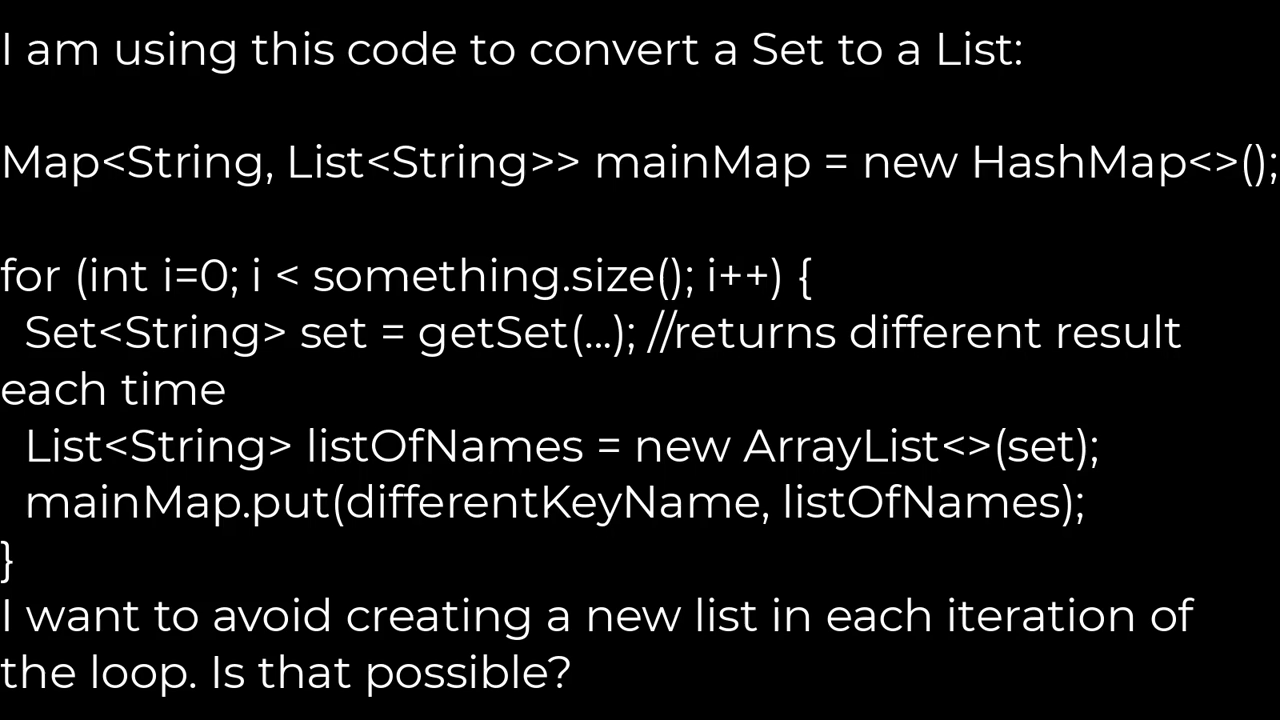 I am using this code to convert a Set to a List:
Map<String, List<String>> mainMap = new HashMap<>();
for (int i=0; i < something.size(); i++) {
  Set<String> set = getSet(...); //returns different result
each time
  List<String> listOfNames = new ArrayList<>(set);
  mainMap.put(differentKeyName, listOfNames);
}
I want to avoid creating a new list in each iteration of
the loop. Is that possible?